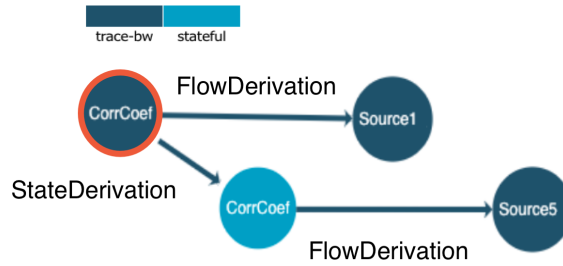 trace-bw stateful
FlowDerivation
CorrCoef
Source1
StateDerivation
CorrCoef
Source5
FlowDerivation